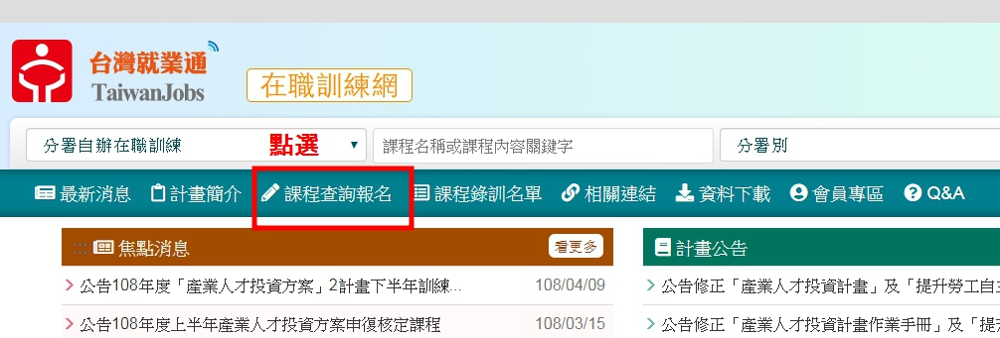 台灣就業通
TaiwanJobs
在職訓練網
分署自辦在職訓練
點選
課程名稱或課程內容關鍵字
分署別
最新消息 計畫簡介 課程查詢報名 課程錄訓名單 相關連結 資料下載 會員專區 Q&A
焦點消息 看更多
計畫公告
公告108年度「產業人才投資方案」2計畫下半年訓練... 108/04/09
公告修正「產業人才投資計畫」及「提升勞工自主
公告108年度上半年產業人才投資方案申復核定課程 108/03/15
公告修正「產業人才投資計畫作業手冊」及「提升